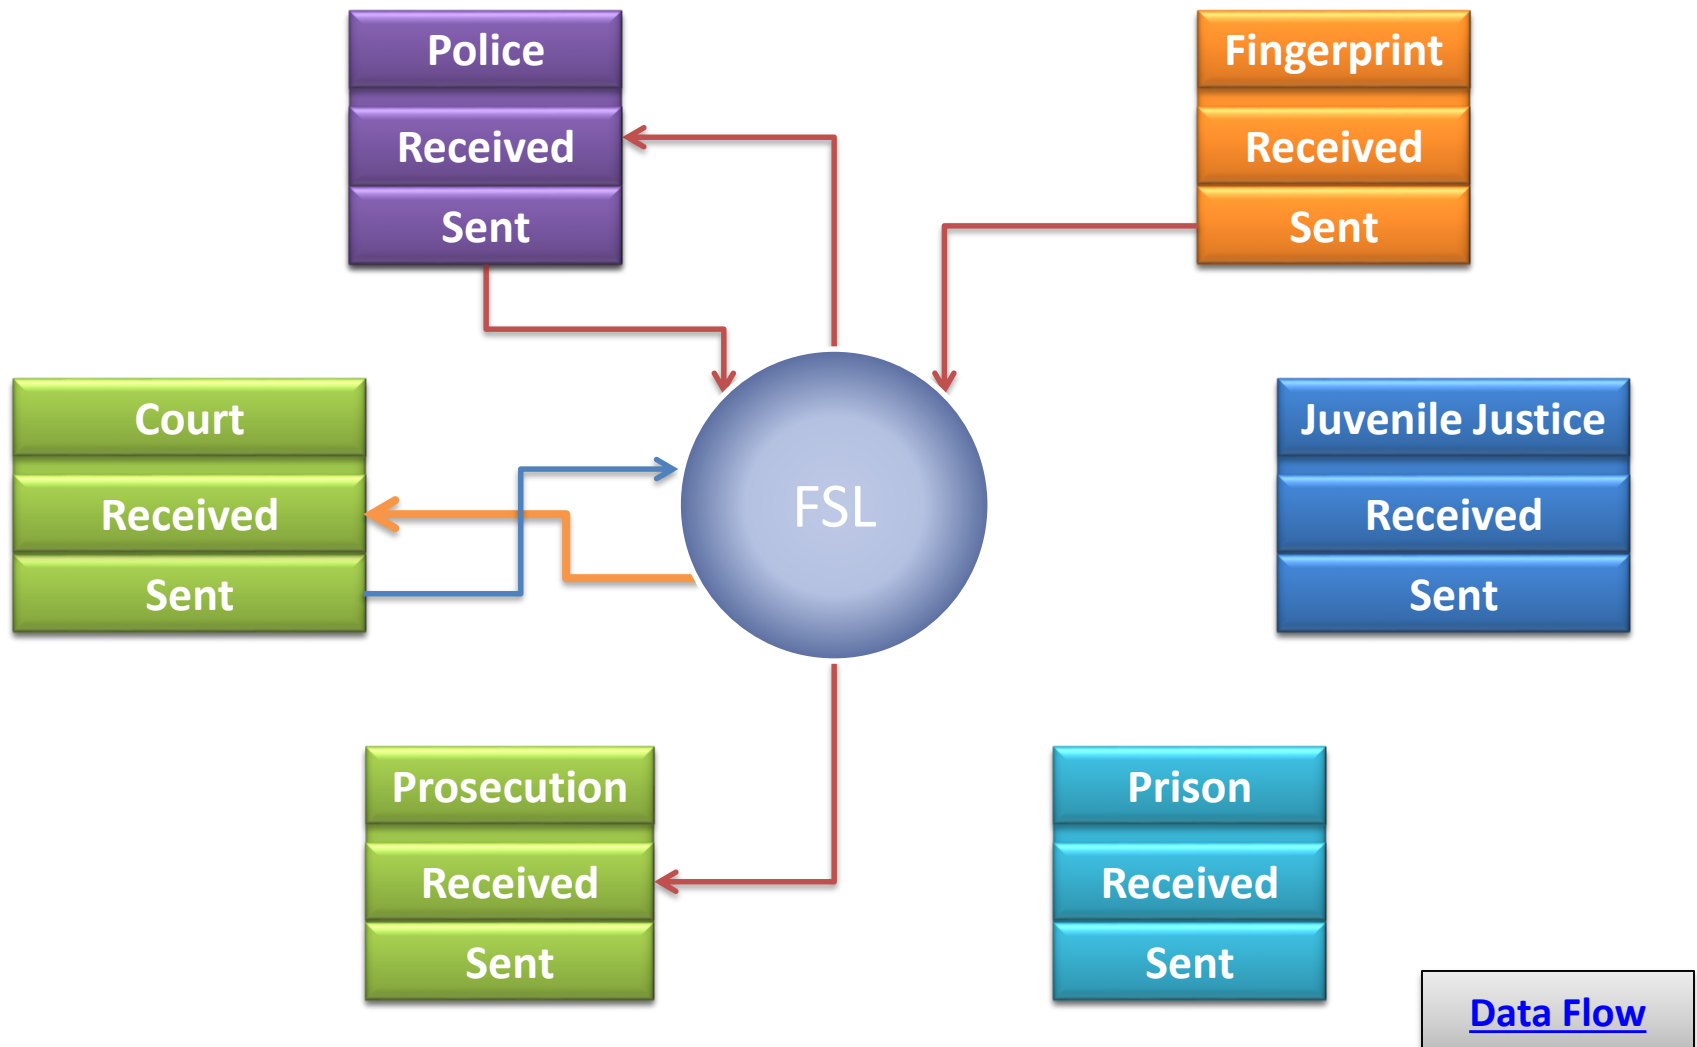 Police
Received
Sent
Fingerprint
Received
Sent
Court
Received
Sent
FSL
Juvenile Justice
Received
Sent
Prosecution
Received
Sent
Prison
Received
Sent
Data Flow